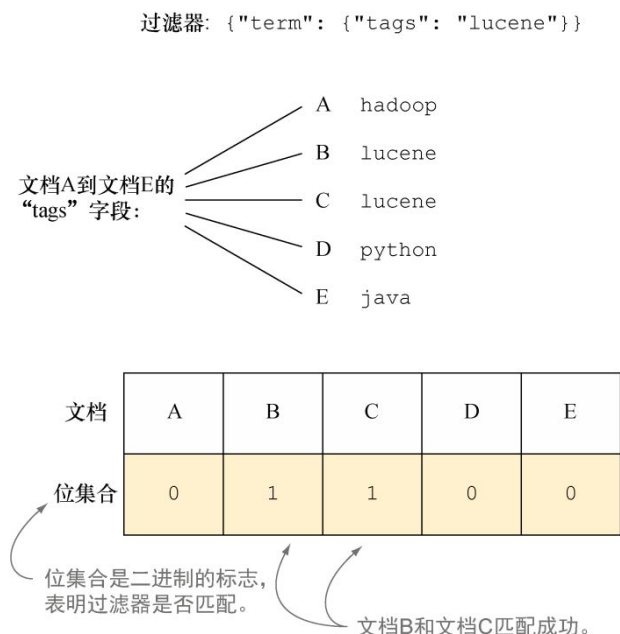 过滤器: {"term": {"tags": "lucene"}}
A hadoop
B lucene
文档A到文档E的
“tags” 字段:
C lucene
D python
E java
文档 A B C D E
位集合 0 1 1 0 0
位集合是二进制的标志,
表明过滤器是否匹配。
文档B和文档C匹配成功。